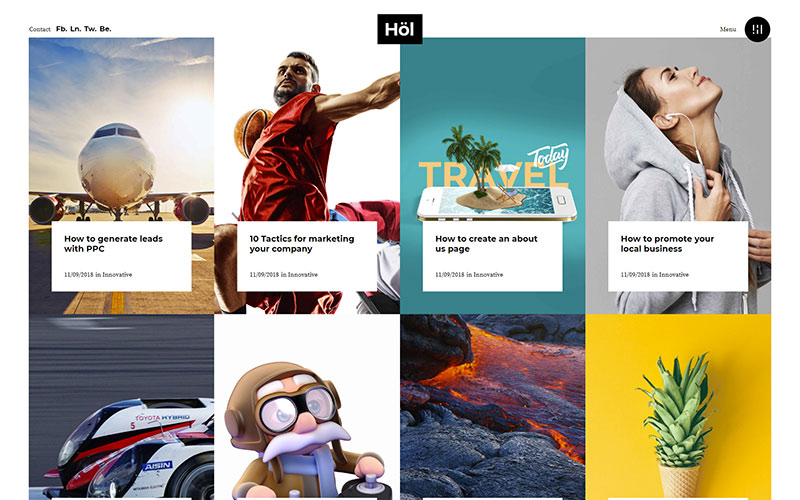 Contact Fb. Ln. Tw. Be.
Höl
Menu
Today
TRAVEL
How to generate leads
with PPC
11/09/2018 in Innovative
10 Tactics for marketing
your company
11/09/2018 in Innovative
How to create an about
us page
11/09/2018 in Innovative
How to promote your
local business
11/09/2018 in Innovative
TOYOTA HYBRID
5
AISIN